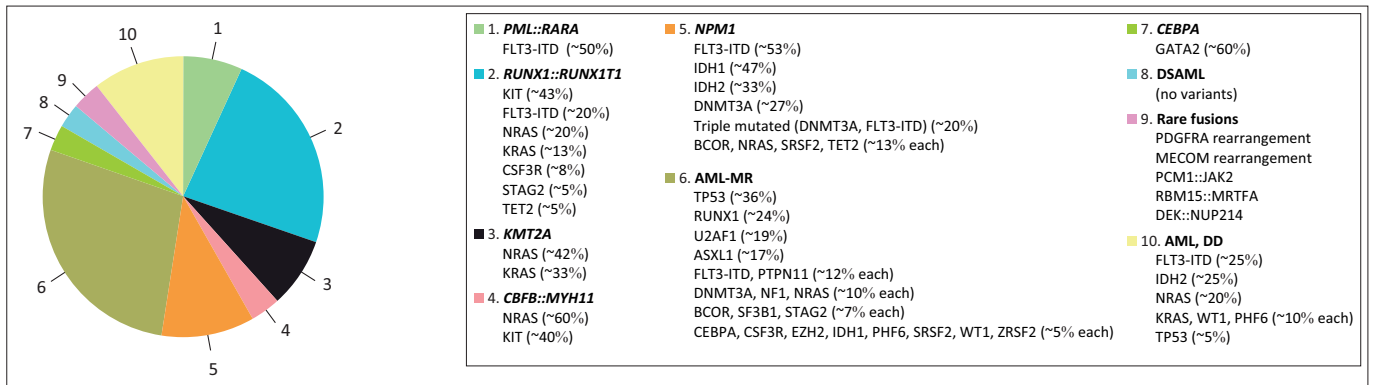 1
2
3
4
5
6
7
8
9
10
1. PML::RARA
FLT3-ITD (~50%)
2. RUNX1::RUNX1T1
KIT (~43%)
FLT3-ITD (~20%)
NRAS (~20%)
KRAS (~13%)
CSF3R (~8%)
STAG2 (~5%)
TET2 (~5%)
3. KMT2A
NRAS (~42%)
KRAS (~33%)
4. CBFB::MYH11
NRAS (~60%)
KIT (~40%)
5. NPM1
FLT3-ITD (~53%)
IDH1 (~47%)
IDH2 (~33%)
DNMT3A (~27%)
Triple mutated (DNMT3A, FLT3-ITD) (~20%)
BCOR, NRAS, SRSF2, TET2 (~13% each)
6. AML-MR
TP53 (~36%)
RUNX1 (~24%)
U2AF1 (~19%)
ASXL1 (~17%)
FLT3-ITD, PTPN11 (~12% each)
DNMT3A, NF1, NRAS (~10% each)
BCOR, SF3B1, STAG2 (~7% each)
CEBPA, CSF3R, EZH2, IDH1, PHF6, SRSF2, WT1, ZRSF2 (~5% each)
7. CEBPA
GATA2 (~60%)
8. DSAML
(no variants)
9. Rare fusions
PDGFRA rearrangement
MECOM rearrangement
PCM1::JAK2
RBM15::MRTFA
DEK::NUP214
10. AML, DD
FLT3-ITD (~25%)
IDH2 (~25%)
NRAS (~20%)
KRAS, WT1, PHF6 (~10% each)
TP53 (~5%)